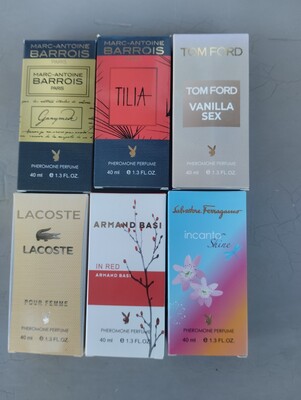 MARC-ANTOINE
BARROIS
PARIS
MARC-ANTOINE
BARROIS
PARIS
Ganymede
PHEROMONE PERFUME
40 ml ℮ 1.3 FL.OZ.
MARC-ANTOINE
BARROIS
PARIS
TILIA
PHEROMONE PERFUME
40 ml ℮ 1.3 FL.OZ.
TOM FORD
TOM FORD
VANILLA
SEX
PHEROMONE PERFUME
40 ml ℮ 1.3 FL.OZ.
LACOSTE
LACOSTE
POUR FEMME
PHEROMONE PERFUME
40 ml ℮ 1.3 FL.OZ.
ARMAND BASI
IN RED
ARMAND BASI
PHEROMONE PERFUME
40 ml ℮ 1.3 FL.OZ.
Salvatore Ferragamo
incanto
Shine
PHEROMONE PERFUME
40 ml ℮ 1.3 FL.OZ.